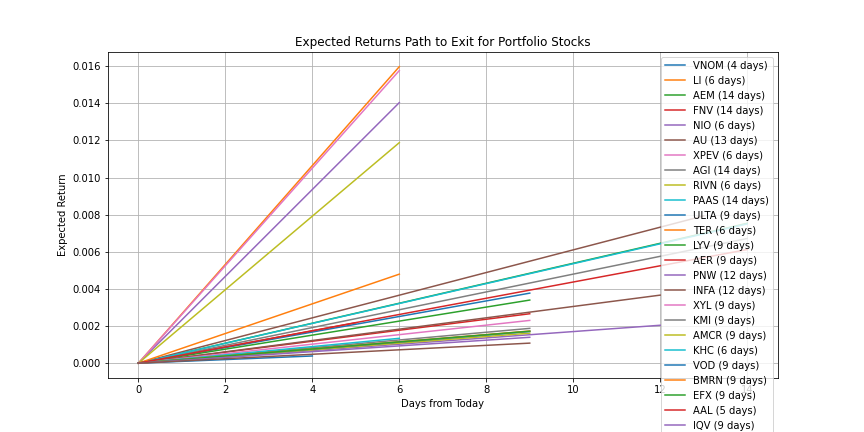 Expected Returns Path to Exit for Portfolio Stocks
Expected Return
0.016
0.014
0.012
0.010
0.008
0.006
0.004
0.002
0.000
0
2
4
6
8
10
12
Days from Today
VNOM (4 days)
LI (6 days)
AEM (14 days)
FNV (14 days)
NIO (6 days)
AU (13 days)
XPEV (6 days)
AGI (14 days)
RIVN (6 days)
PAAS (14 days)
ULTA (9 days)
TER (6 days)
LYV (9 days)
AER (9 days)
PNW (12 days)
INFA (12 days)
XYL (9 days)
KMI (9 days)
AMCR (9 days)
KHC (6 days)
VOD (9 days)
BMRN (9 days)
EFX (9 days)
AAL (5 days)
IQV (9 days)